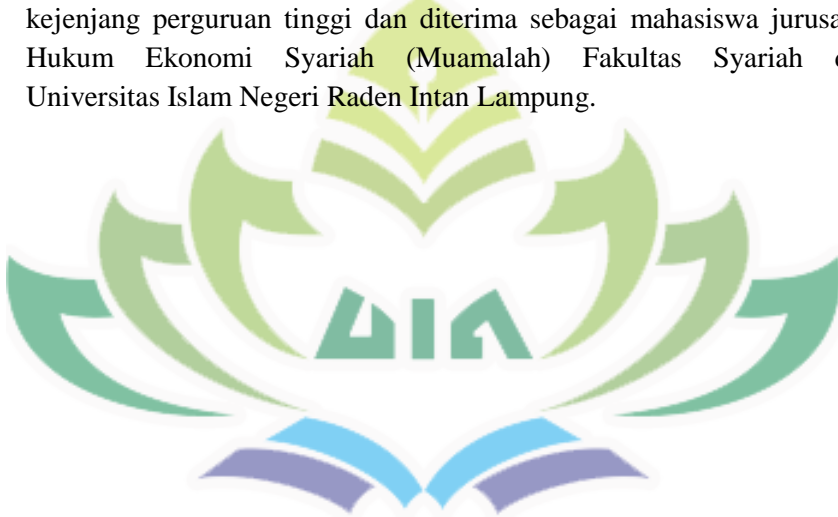 kejenjang perguruan tinggi dan diterima sebagai mahasiswa
Hukum Ekonomi Syariah (Muamalah) Fakultas Syariah
Universitas Islam Negeri Raden Intan Lampung.
UIN